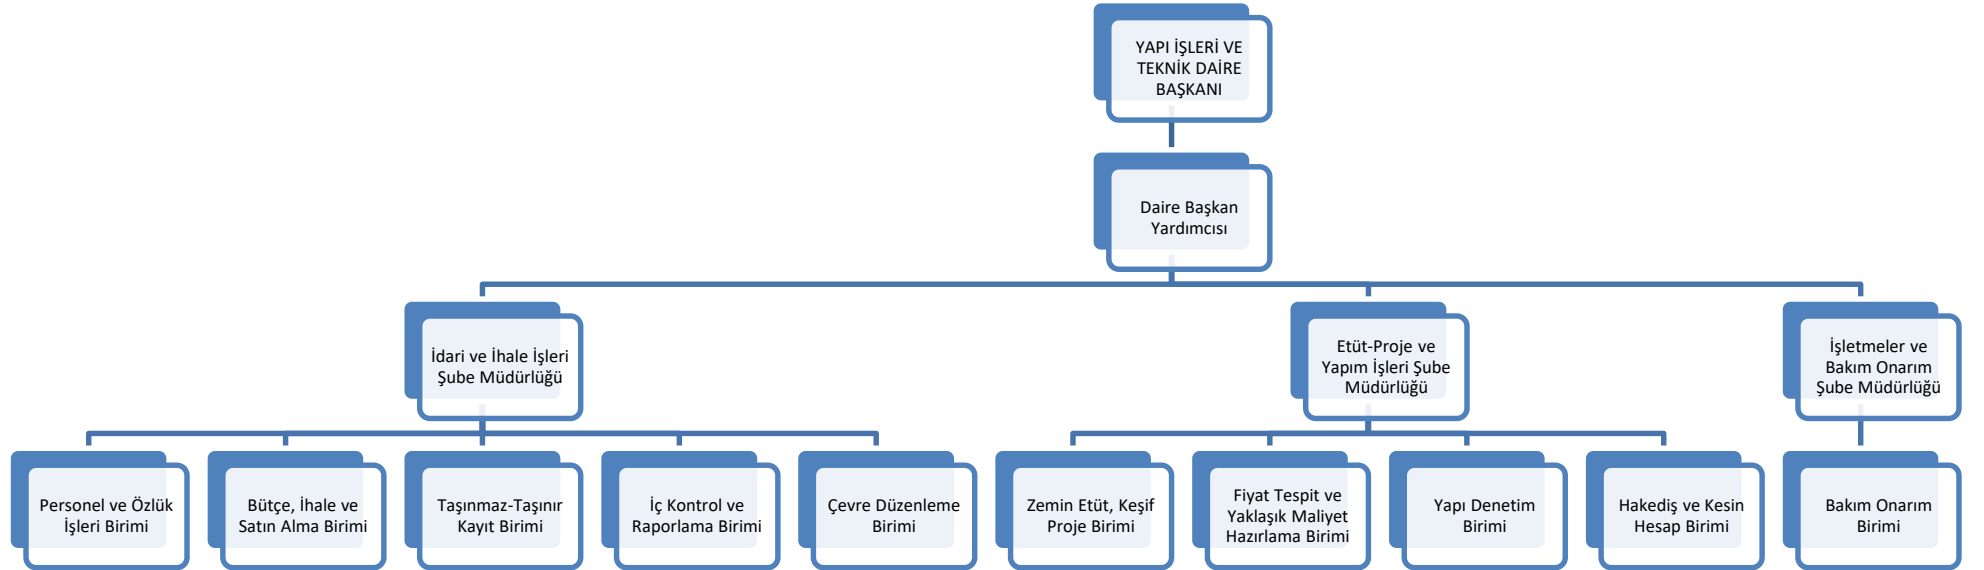 YAPI İŞLERİ VE
TEKNİK DAİRE
BAŞKANI
Daire Başkan
Yardımcısı
İdari ve İhale İşleri
Şube Müdürlüğü
Etüt-Proje ve
Yapım İşleri Şube
Müdürlüğü
İşletmeler ve
Bakım Onarım
Şube Müdürlüğü
Personel ve Özlük
İşleri Birimi
Bütçe, İhale ve
Satın Alma Birimi
Taşınmaz-Taşınır
Kayıt Birimi
İç Kontrol ve
Raporlama Birimi
Çevre Düzenleme
Birimi
Zemin Etüt, Keşif
Proje Birimi
Fiyat Tespit ve
Yaklaşık Maliyet
Hazırlama Birimi
Yapı Denetim
Birimi
Hakediş ve Kesin
Hesap Birimi
Bakım Onarım
Birimi